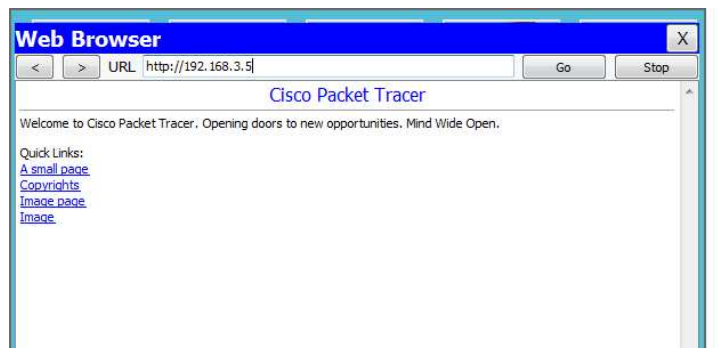 Web Browser
X
< > URL http://192.168.3.5 Go Stop
Cisco Packet Tracer
Welcome to Cisco Packet Tracer. Opening doors to new opportunities. Mind Wide Open.
Quick Links:
A small page
Copyrights
Image page
Image